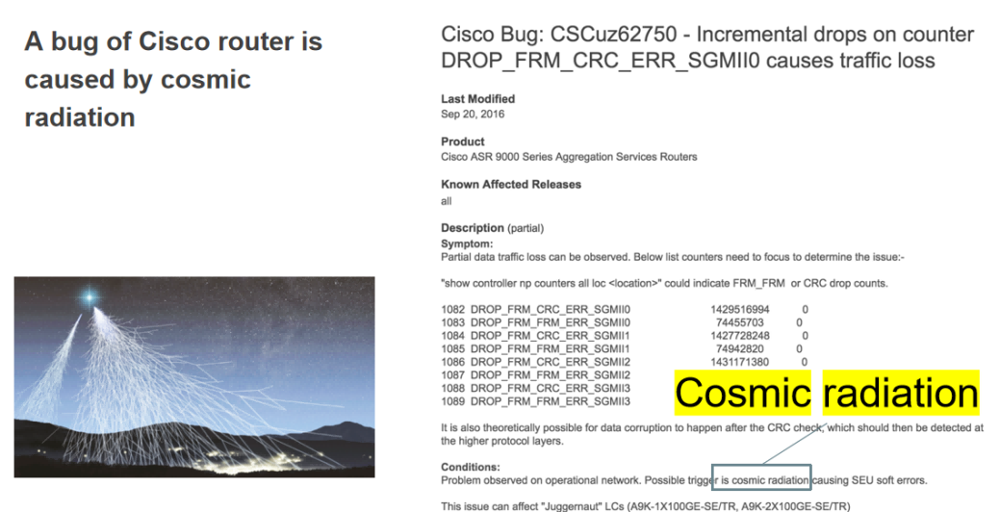 A bug of Cisco router is
caused by cosmic
radiation
Cisco Bug: CSCuz62750 - Incremental drops on counter
DROP_FRM_CRC_ERR_SGMII0 causes traffic loss
Last Modified
Sep 20, 2016
Product
Cisco ASR 9000 Series Aggregation Services Routers
Known Affected Releases
all
Description (partial)
Symptom:
Partial data traffic loss can be observed. Below list counters need to focus to determine the issue:-
"show controller np counters all loc <location>" could indicate FRM_FRM or CRC drop counts.
1082 DROP_FRM_CRC_ERR_SGMII0 1429516994 0
1083 DROP_FRM_FRM_ERR_SGMII0 74455703 0
1084 DROP_FRM_CRC_ERR_SGMII1 1427728248 0
1085 DROP_FRM_FRM_ERR_SGMII1 74942820 0
1086 DROP_FRM_CRC_ERR_SGMII2 1431171380 0
1087 DROP_FRM_FRM_ERR_SGMII2
1088 DROP_FRM_CRC_ERR_SGMII3
1089 DROP_FRM_FRM_ERR_SGMII3
Cosmic radiation
It is also theoretically possible for data corruption to happen after the CRC check, which should then be detected at
the higher protocol layers.
Conditions:
Problem observed on operational network. Possible trigger is cosmic radiation causing SEU soft errors.
This issue can affect "Juggernaut" LCs (A9K-1X100GE-SE/TR, A9K-2X100GE-SE/TR)